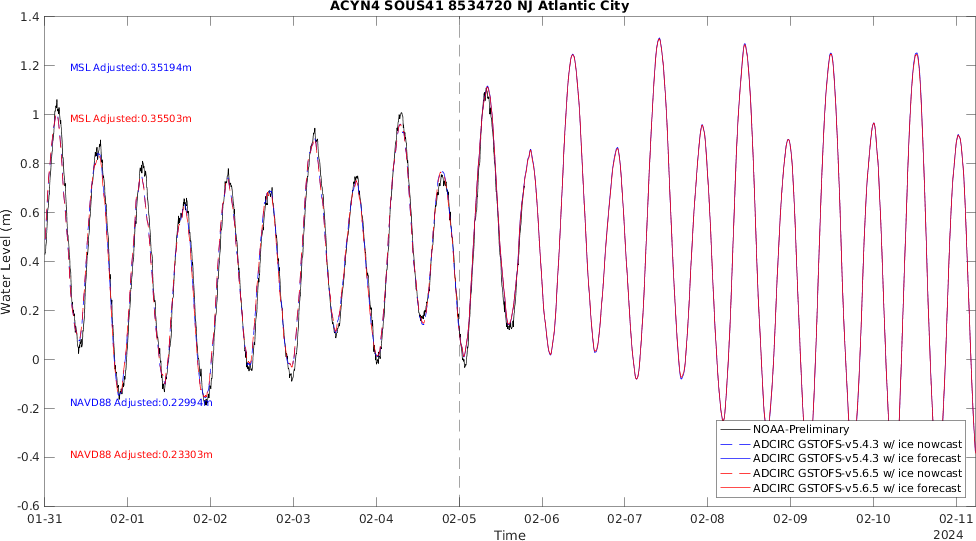 ACYN4 SOUS41 8534720 NJ Atlantic City
1.4
1.2
1
0.8
0.6
0.4
0.2
0
-0.2
-0.4
-0.6
Water Level (m)
MSL Adjusted:0.35194m
MSL Adjusted:0.35503m
NAVD88 Adjusted:0.22994m
NAVD88 Adjusted:0.23303m
NOAA-Preliminary
ADCIRC GSTOFS-v5.4.3 w/ ice nowcast
ADCIRC GSTOFS-v5.4.3 w/ ice forecast
ADCIRC GSTOFS-v5.6.5 w/ ice nowcast
ADCIRC GSTOFS-v5.6.5 w/ ice forecast
01-31 02-01 02-02 02-03 02-04 02-05 02-06 02-07 02-08 02-09 02-10 02-11
Time
2024